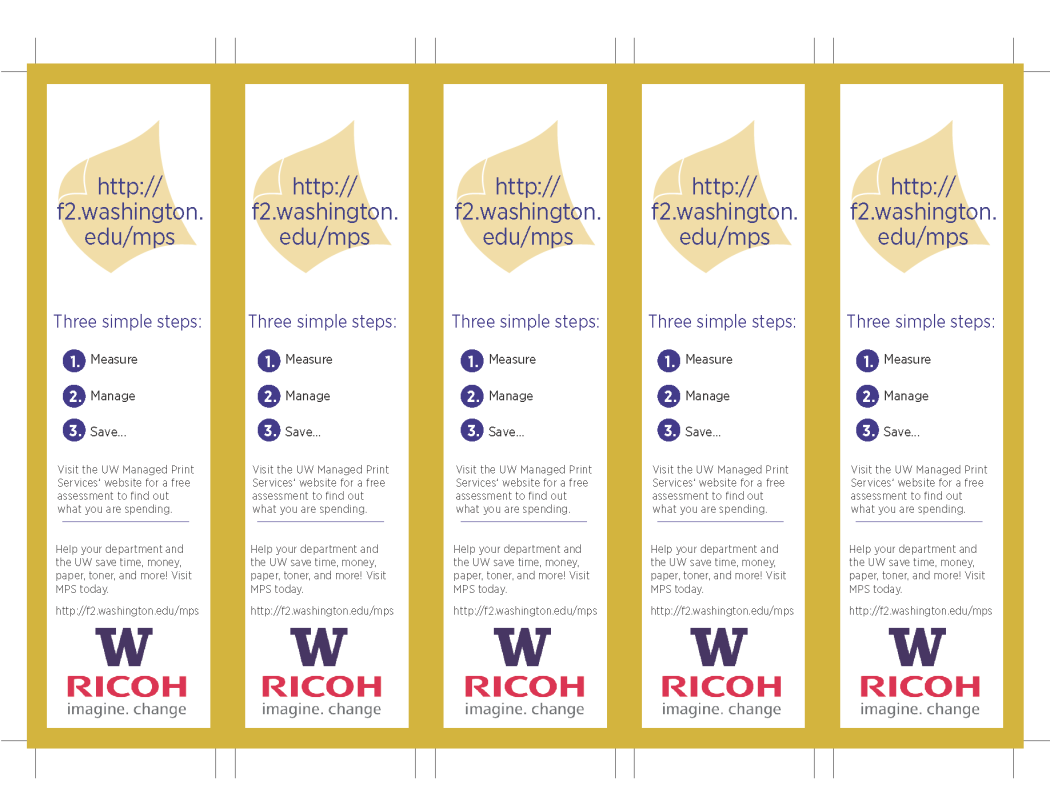 http://
f2.washington.
edu/mps
Three simple steps:
1. Measure
2. Manage
3. Save...
Visit the UW Managed Print
Services' website for a free
assessment to find out
what you are spending.
Help your department and
the UW save time, money,
paper, toner, and more! Visit
MPS today.
http://f2.washington.edu/mps
W
RICOH
imagine. change
http://
f2.washington.
edu/mps
Three simple steps:
1. Measure
2. Manage
3. Save...
Visit the UW Managed Print
Services' website for a free
assessment to find out
what you are spending.
Help your department and
the UW save time, money,
paper, toner, and more! Visit
MPS today.
http://f2.washington.edu/mps
W
RICOH
imagine. change
http://
f2.washington.
edu/mps
Three simple steps:
1. Measure
2. Manage
3. Save...
Visit the UW Managed Print
Services' website for a free
assessment to find out
what you are spending.
Help your department and
the UW save time, money,
paper, toner, and more! Visit
MPS today.
http://f2.washington.edu/mps
W
RICOH
imagine. change
http://
f2.washington.
edu/mps
Three simple steps:
1. Measure
2. Manage
3. Save...
Visit the UW Managed Print
Services' website for a free
assessment to find out
what you are spending.
Help your department and
the UW save time, money,
paper, toner, and more! Visit
MPS today.
http://f2.washington.edu/mps
W
RICOH
imagine. change
http://
f2.washington.
edu/mps
Three simple steps:
1. Measure
2. Manage
3. Save...
Visit the UW Managed Print
Services' website for a free
assessment to find out
what you are spending.
Help your department and
the UW save time, money,
paper, toner, and more! Visit
MPS today.
http://f2.washington.edu/mps
W
RICOH
imagine. change